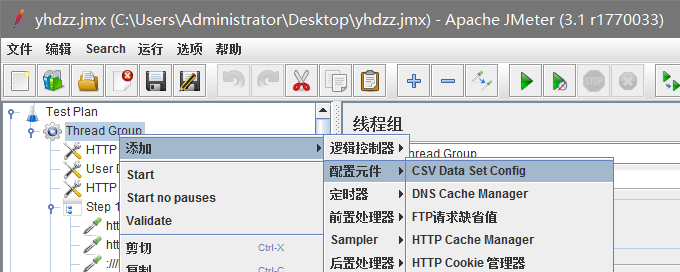 yhdzz.jmx (C:\Users\Administrator\Desktop\yhdzz.jmx) - Apache JMeter (3.1 r1770033)
文件 编辑 Search 运行 选项 帮助
Test Plan
Thread Group
HTTP
User D
HTTP
Step 1
htt
htt
://
线程组
Thread Group
添加
Start
Start no pauses
Validate
剪切 Ctrl-X
复制 Ctrl-C
逻辑控制器
配置元件
定时器
前置处理器
Sampler
后置处理器
CSV Data Set Config
DNS Cache Manager
FTP请求缺省值
HTTP Cache Manager
HTTP Cookie 管理器